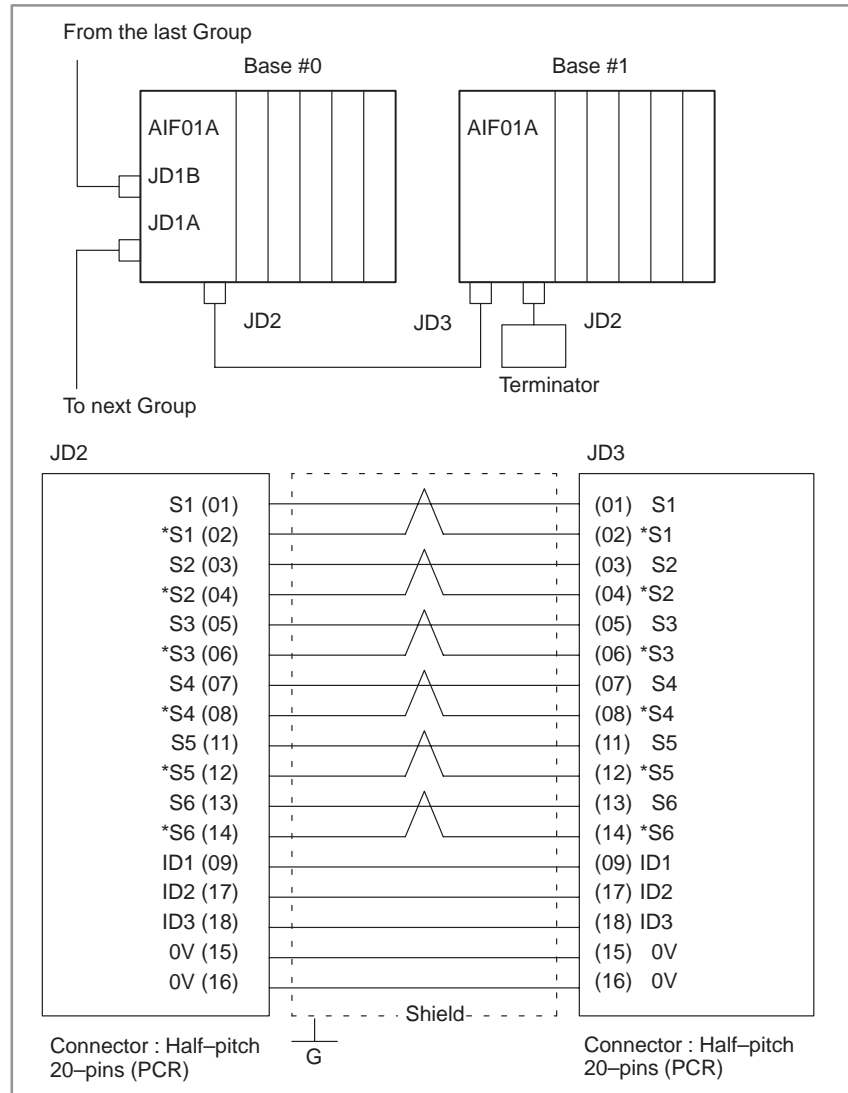 From the last Group
Base #0
Base #1
AIF01A
AIF01A
JD1B
JD1A
JD2
JD3
JD2
Terminator
To next Group
JD2
JD3
S1 (01)
(01) S1
*S1 (02)
(02) *S1
S2 (03)
(03) S2
*S2 (04)
(04) *S2
S3 (05)
(05) S3
*S3 (06)
(06) *S3
S4 (07)
(07) S4
*S4 (08)
(08) *S4
S5 (11)
(11) S5
*S5 (12)
(12) *S5
S6 (13)
(13) S6
*S6 (14)
(14) *S6
ID1 (09)
(09) ID1
ID2 (17)
(17) ID2
ID3 (18)
(18) ID3
0V (15)
(15) 0V
0V (16)
(16) 0V
Shield
G
Connector : Half–pitch
20–pins (PCR)
Connector : Half–pitch
20–pins (PCR)